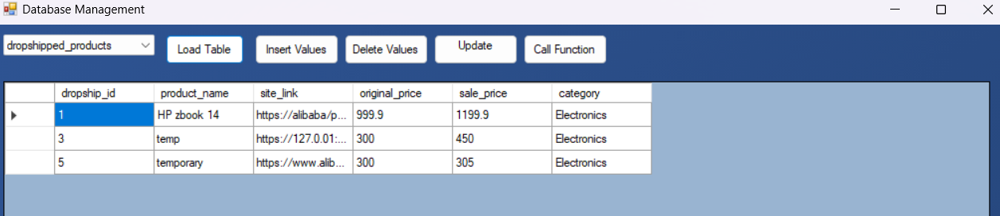 Database Management
dropshipped_products Load Table Insert Values Delete Values Update Call Function
dropship_id product_name site_link original_price sale_price category
1 HP zbook 14 https://alibaba/p... 999.9 1199.9 Electronics
3 temp https://127.0.01:... 300 450 Electronics
5 temporary https://www.alib... 300 305 Electronics